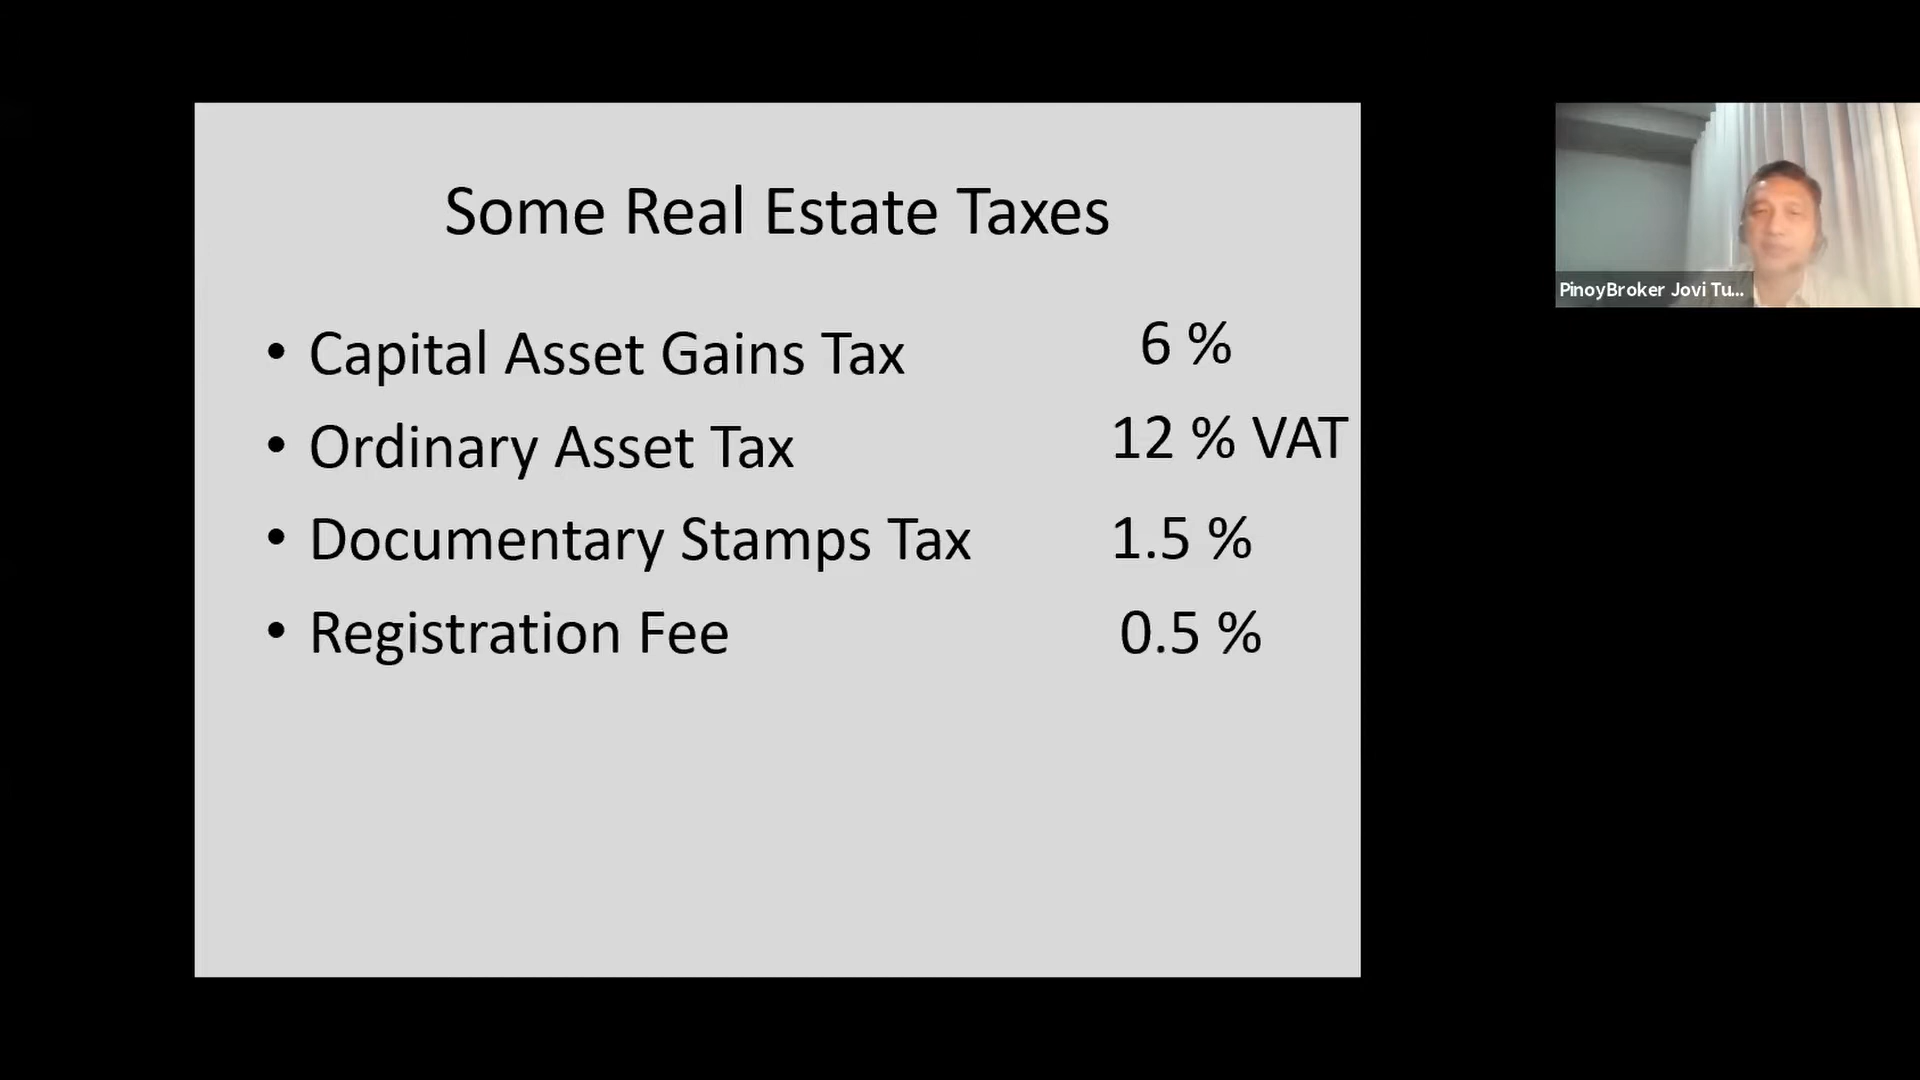 Some Real Estate Taxes
• Capital Asset Gains Tax 6 %
• Ordinary Asset Tax 12 % VAT
• Documentary Stamps Tax 1.5 %
• Registration Fee 0.5 %
PinoyBroker Jovi Tu...